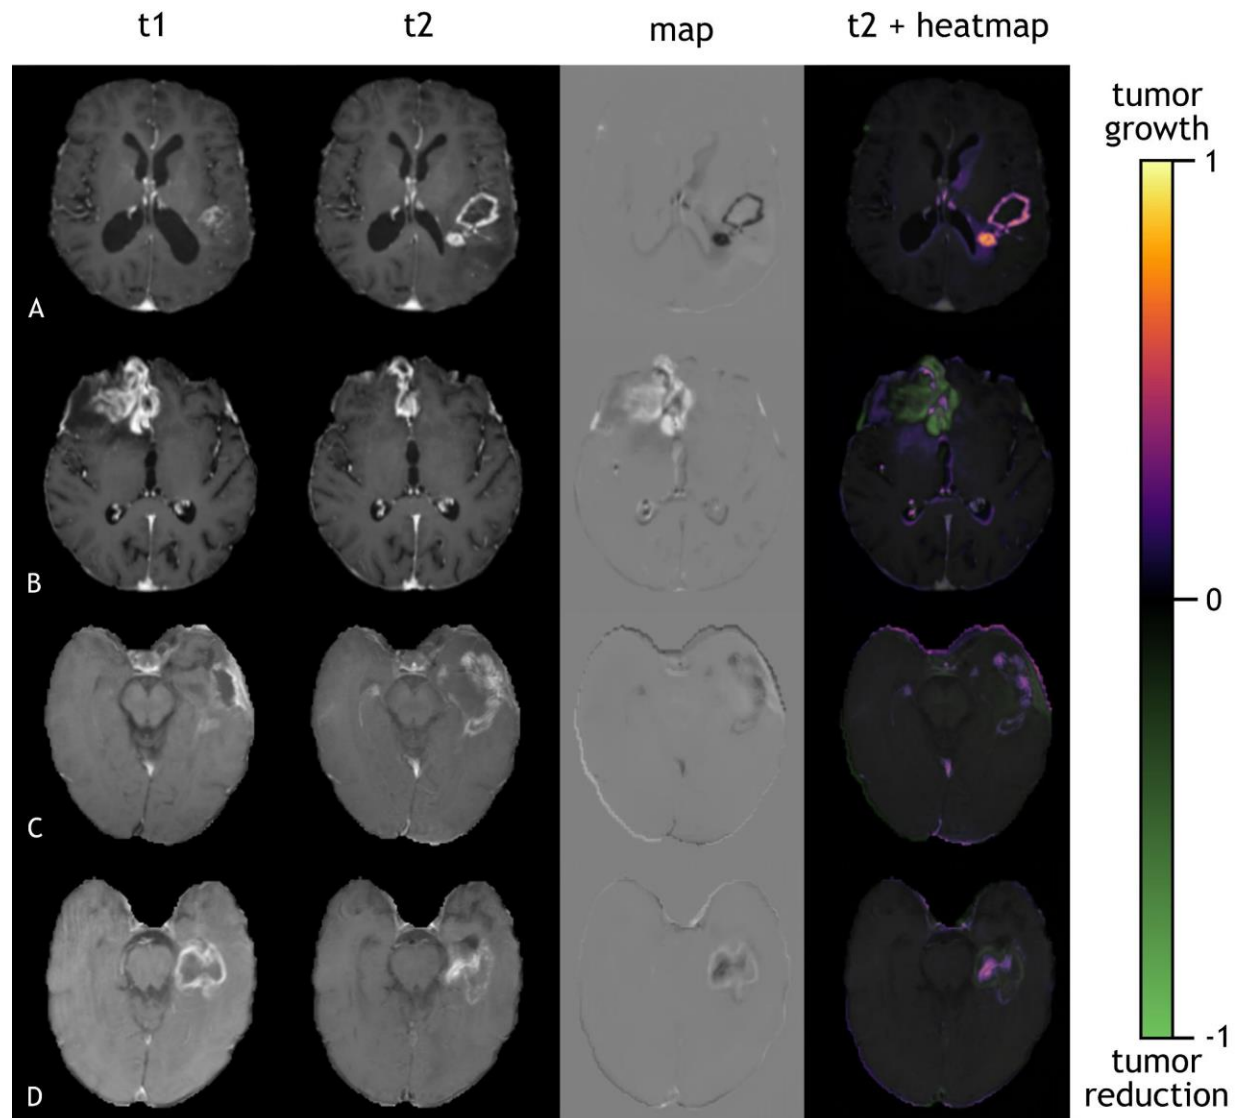 t1
t2
map
t2 + heatmap
tumor
growth
1
A
B
0
C
D
-1
tumor
reduction